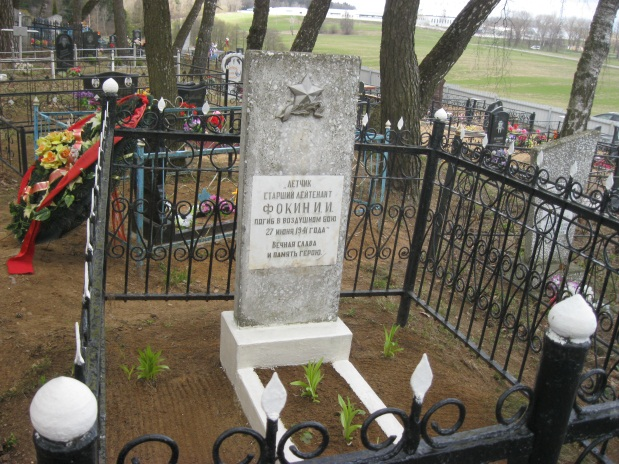 „ЛЕТЧИК
СТАРШИЙ ЛЕЙТЕНАНТ
ФОКИН И И.
ПОГИБ В ВОЗДУШНОМ БОЮ
27 ИЮНЯ 1941 ГОДА"
ВЕЧНАЯ СЛАВА
И ПАМЯТЬ ГЕРОЮ